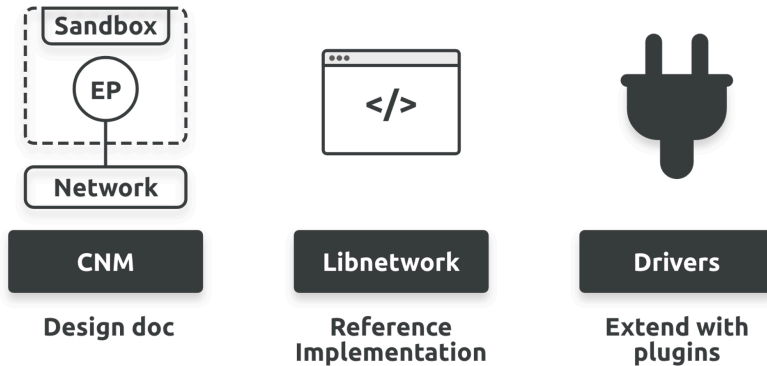 Sandbox
EP
Network
</>
CNM
Libnetwork
Drivers
Design doc
Reference
Implementation
Extend with
plugins